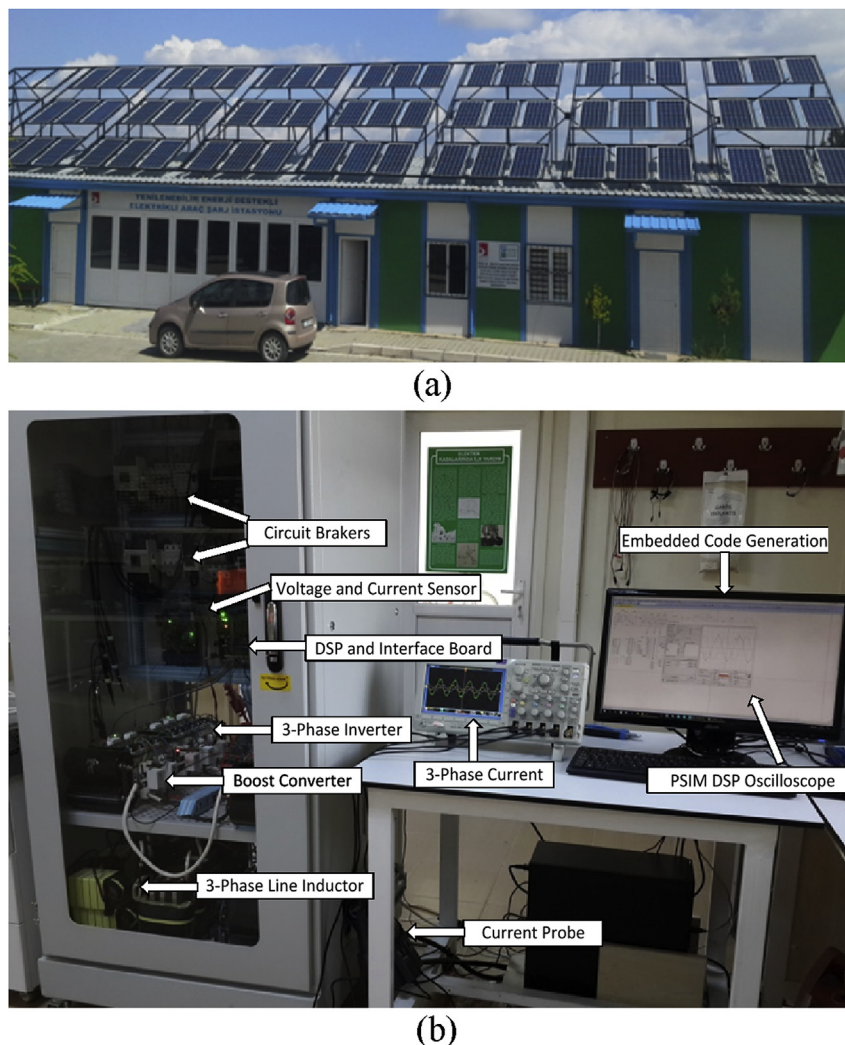 YENİLENEBİLİR ENERJİ DESTEKLİ
ELEKTRİKLİ ARAÇ ŞARJ İSTASYONU
(a)
Circuit Brakers
Embedded Code Generation
Voltage and Current Sensor
DSP and Interface Board
3-Phase Inverter
Boost Converter
3-Phase Current
PSIM DSP Oscilloscope
3-Phase Line Inductor
Current Probe
(b)